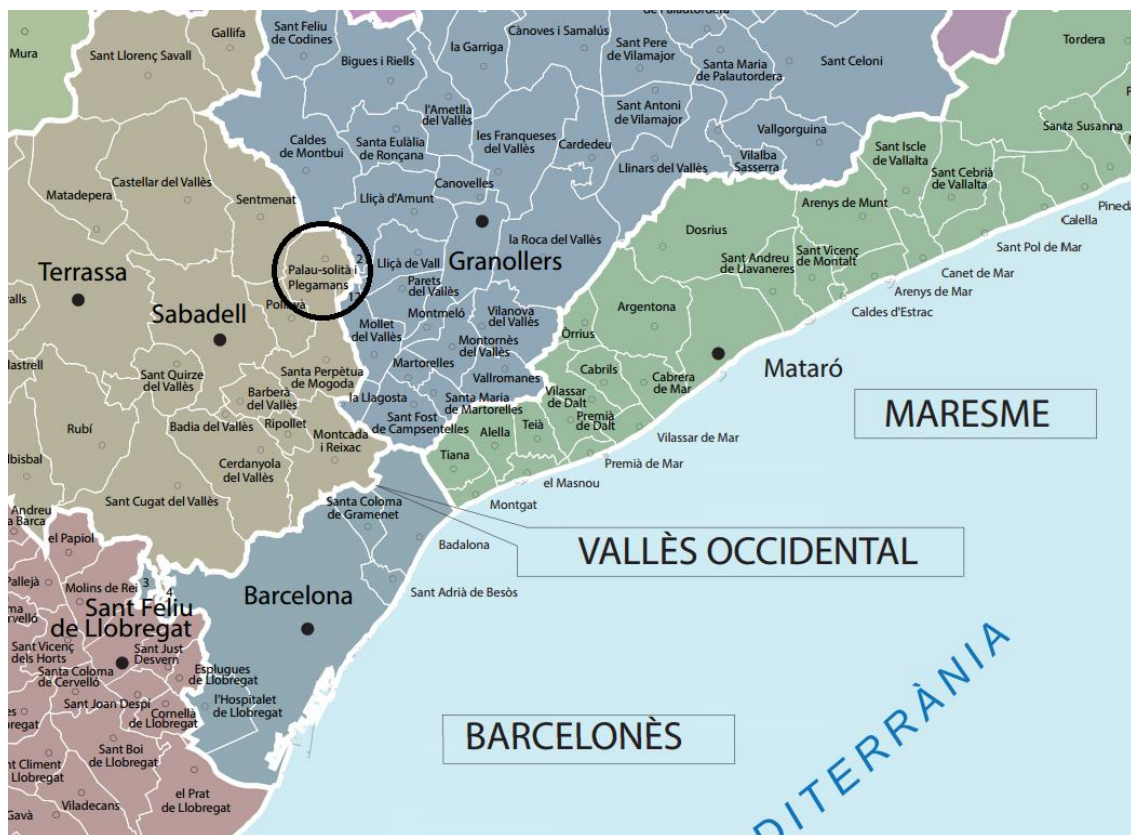 Gallifa
Mura
Sant Llorenç Savall
Sant Feliu
de Codines
la Garriga
Cànoves i Samalús
de Palautordera
Bigues i Riells
Sant Pere
de Vilamajor
Santa Maria
de Palautordera
Sant Celoni
Tordera
l'Ametlla
del Vallès
Sant Antoni
de Vilamajor
Caldes
de Montbui
Santa Eulàlia
de Ronçana
les Franqueses
del Vallès
Cardedeu
Vallgorguina
Santa Susanna
Llinars del Vallès
Vilalba
Sasserra
Sant Iscle
de Vallalta
Sant Cebrià
de Vallalta
Matadepera
Castellar del Vallès
Sentmenat
Canovelles
Lliçà d'Amunt
Arenys de Munt
Calella
Pineda
la Roca del Vallès
Dosrius
Sant Pol de Mar
Terrassa
Palau-solità i
Plegamans
2
Lliçà de Vall
Granollers
Sant Andreu
de Llavaneres
Sant Vicenç
de Montalt
Canet de Mar
Arenys de Mar
Caldes d'Estrac
Parets
del Vallès
12
Polinyà
Sabadell
Montmeló
Vilanova
del Vallès
Argentona
Mollet
del Vallès
Òrrius
Montornès
del Vallès
Sant Quirze
del Vallès
Santa Perpètua
de Mogoda
Martorelles
Vallromanes
Cabrils
Cabrera
de Mar
Mataró
Barberà
del Vallès
la Llagosta
Santa Maria
de Martorelles
Vilassar
de Dalt
MARESME
Rubí
Badia del Vallès
Ripollet
Sant Fost
de Campsentelles
Premià
de Dalt
Montcada
i Reixac
Alella
Teià
Vilassar de Mar
Tiana
Premià de Mar
Cerdanyola
del Vallès
el Masnou
Sant Cugat del Vallès
Montgat
Santa Coloma
de Gramenet
Andreu
a Barca
el Papiol
Badalona
VALLÈS OCCIDENTAL
Pallejà
Molins de Rei
3
4
Barcelona
Sant Adrià de Besòs
Sant Feliu
de Llobregat
Sant Vicenç
dels Horts
Sant Just
Desvern
Santa Coloma
de Cervelló
Esplugues
de Llobregat
Sant Joan Despí
Cornellà
de Llobregat
l'Hospitalet
de Llobregat
BARCELONÈS
Sant Boi
de Llobregat
nt Climent
e Llobregat
el Prat
de Llobregat
Viladecans
Gavà
DITERRÀNIA